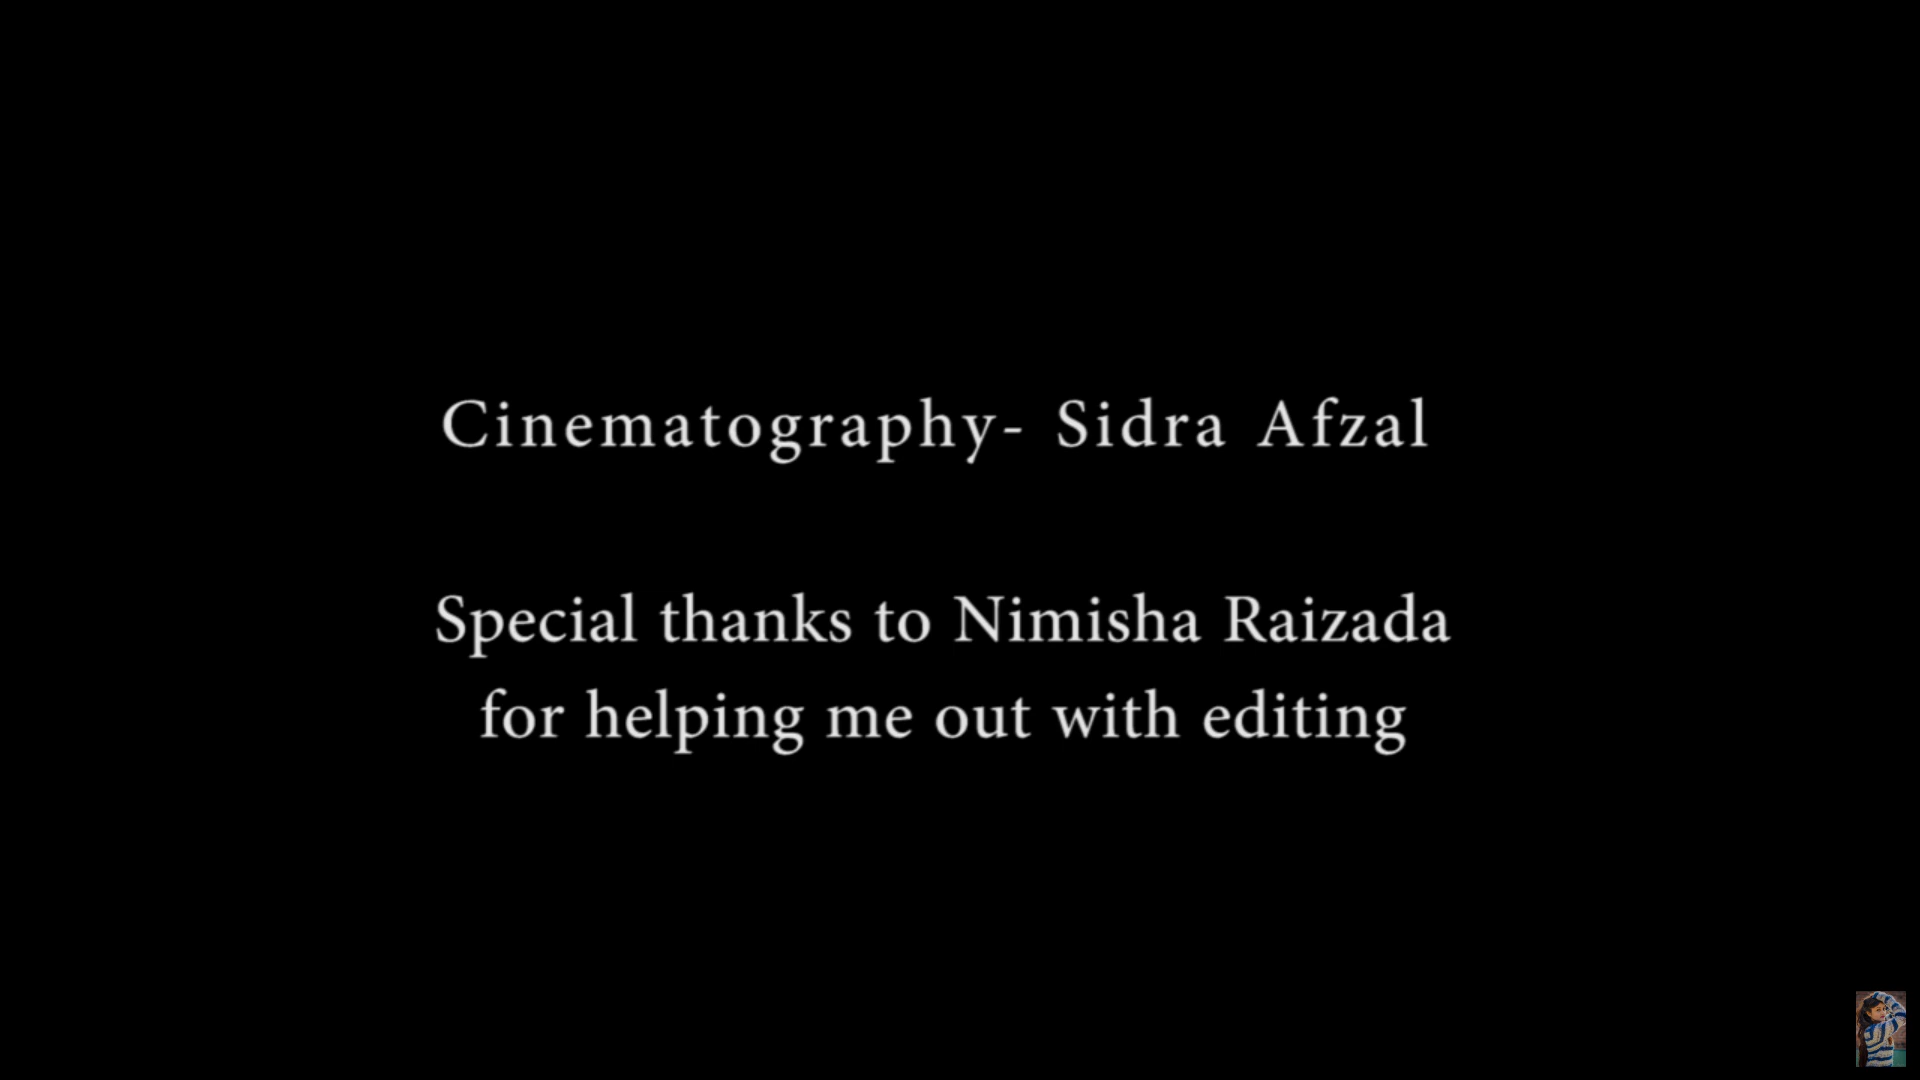 Cinematography- Sidra Afzal
Special thanks to Nimisha Raizada
for helping me out with editing